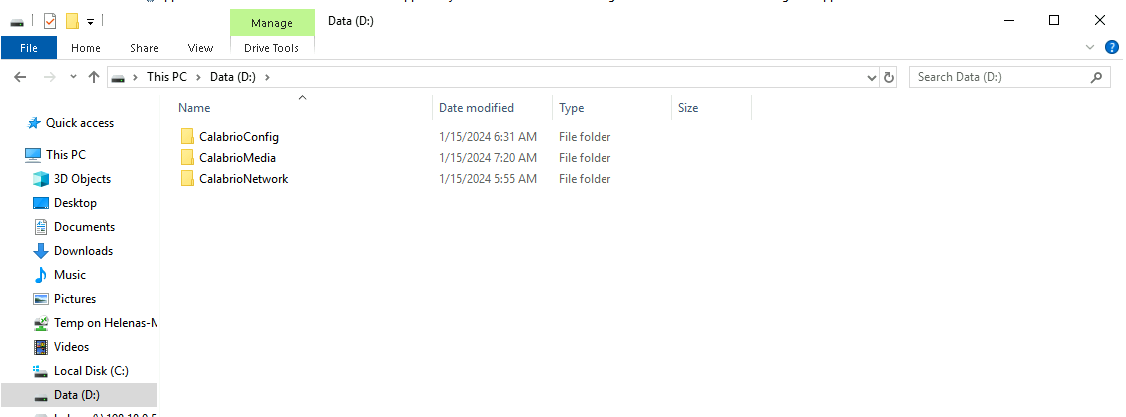 Manage
Data (D:)
File
Home
Share
View
Drive Tools
This PC
Data (D:)
Search Data (D:)
Name
Date modified
Type
Size
Quick access
This PC
3D Objects
Desktop
Documents
Downloads
Music
Pictures
Temp on Helenas-M
Videos
Local Disk (C:)
Data (D:)
CalabrioConfig 1/15/2024 6:31 AM File folder
CalabrioMedia 1/15/2024 7:20 AM File folder
CalabrioNetwork 1/15/2024 5:55 AM File folder